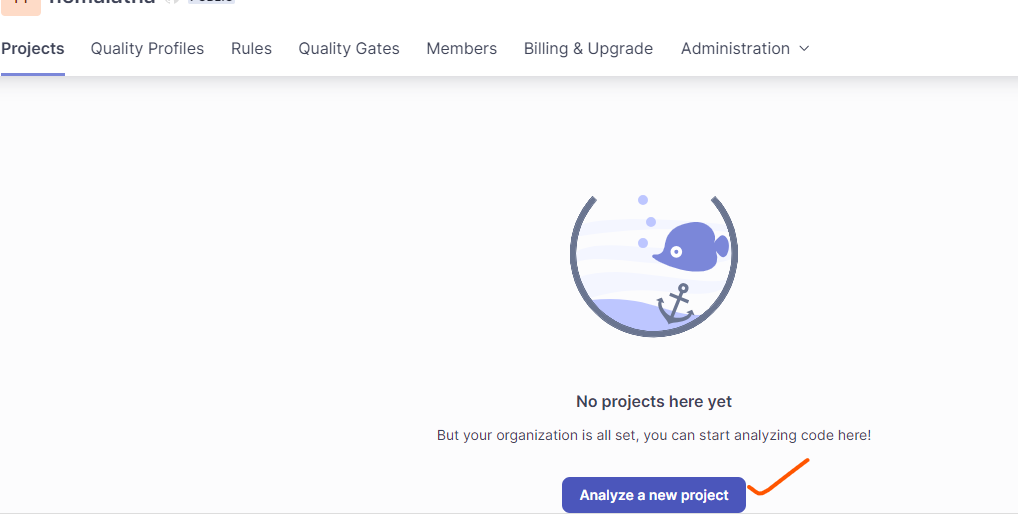 Projects Quality Profiles Rules Quality Gates Members Billing & Upgrade Administration
No projects here yet
But your organization is all set, you can start analyzing code here!
Analyze a new project